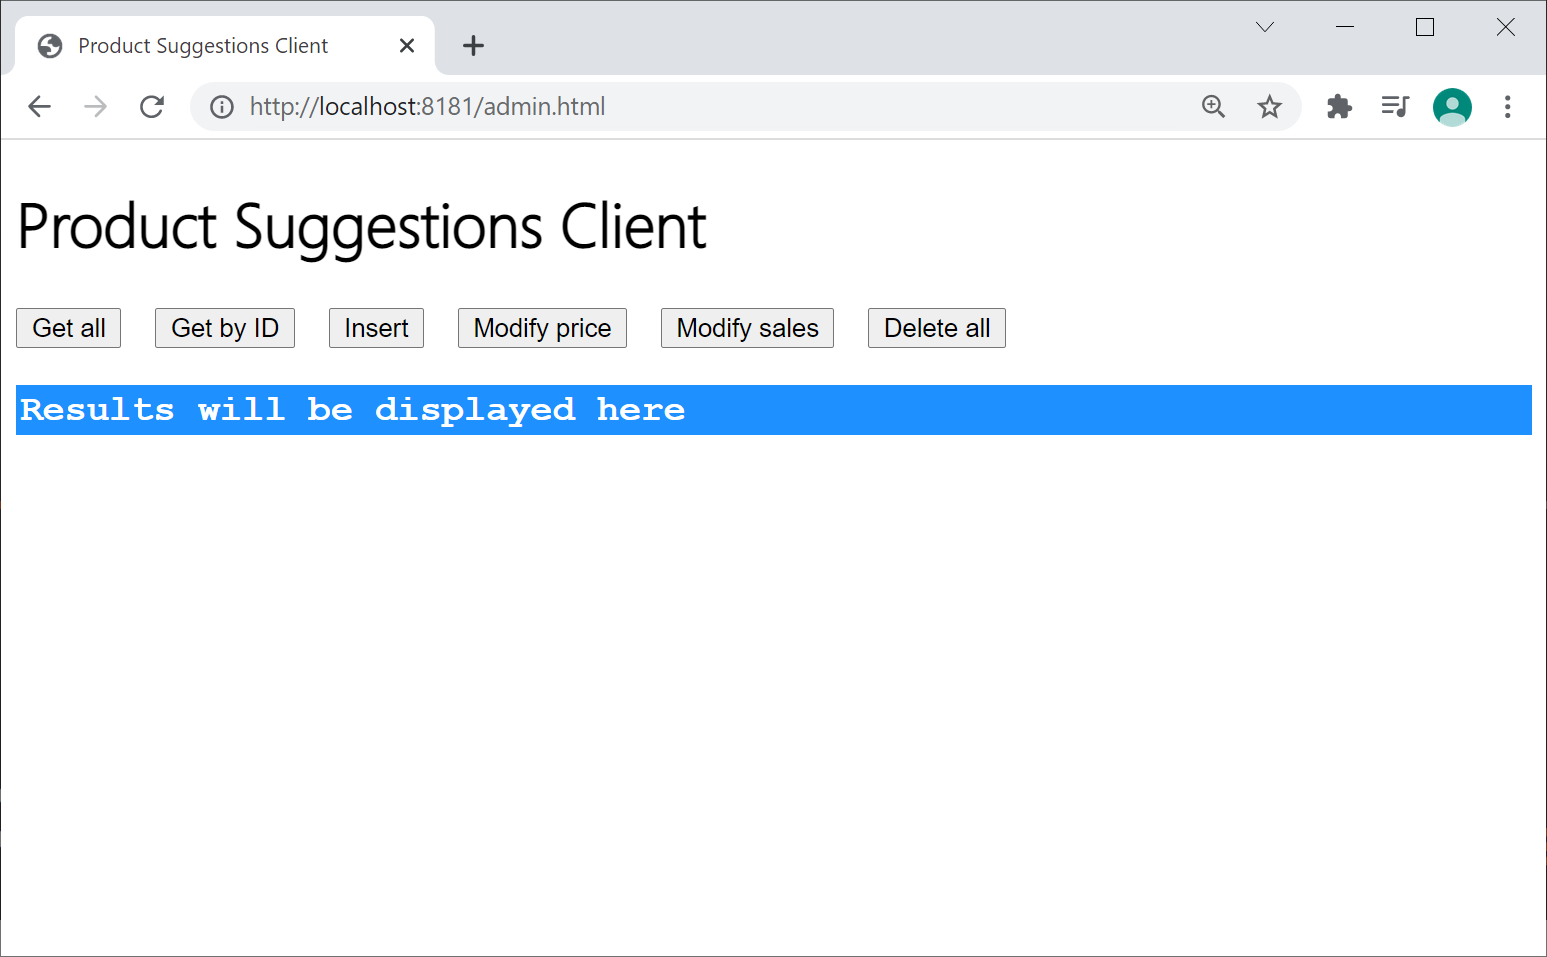 Product Suggestions Client
http://localhost:8181/admin.html
Product Suggestions Client
Get all Get by ID Insert Modify price Modify sales Delete all
Results will be displayed here